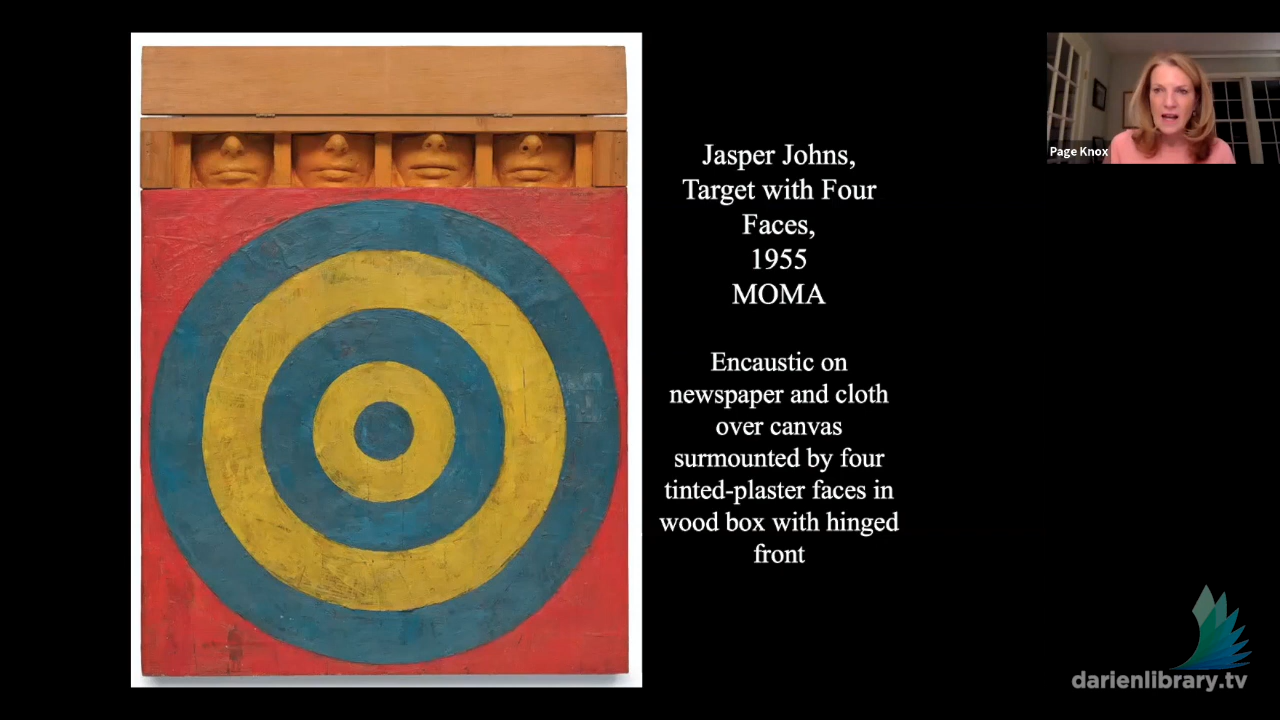 Jasper Johns,
Target with Four
Faces,
1955
MOMA
Encaustic on
newspaper and cloth
over canvas
surmounted by four
tinted-plaster faces in
wood box with hinged
front
Page Knox
darienlibrary.tv